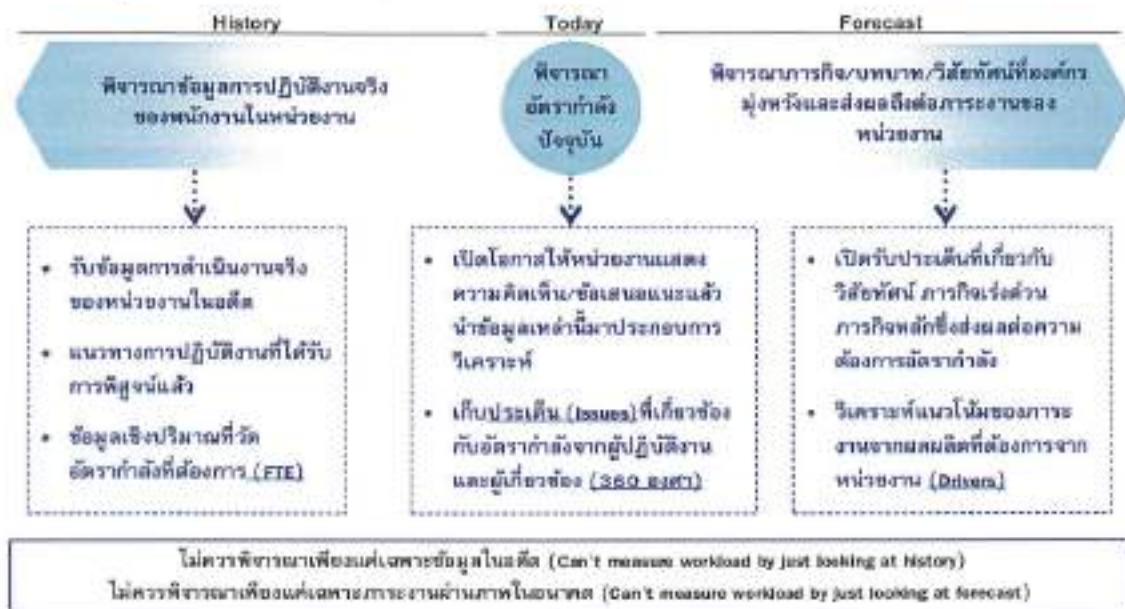 History
Today
Forecast
พิจารณาข้อมูลการปฏิบัติงานจริง
ของพนักงานในหน่วยงาน
พิจารณา
อัตรากำลัง
ปัจจุบัน
พิจารณาภารกิจ/บทบาท/วิสัยทัศน์ที่องค์กร
มุ่งหวังและส่งผลถึงต่อภาระงานของ
หน่วยงาน
• รับข้อมูลการดำเนินงานจริง
ของหน่วยงานในอดีต
• แนวทางการปฏิบัติงานที่ได้รับ
การพิสูจน์แล้ว
• ข้อมูลเชิงปริมาณที่วัด
อัตรากำลังที่ต้องการ (FTE)
• เปิดโอกาสให้หน่วยงานแสดง
ความคิดเห็น/ข้อเสนอแนะแล้ว
นำข้อมูลเหล่านี้มาประกอบการ
วิเคราะห์
• เก็บประเด็น (Issues) ที่เกี่ยวข้อง
กับอัตรากำลังจากผู้ปฏิบัติงาน
และผู้เกี่ยวข้อง (360 องศา)
• เปิดรับประเด็นที่เกี่ยวกับ
วิสัยทัศน์ ภารกิจเร่งด่วน
ภารกิจหลักซึ่งส่งผลต่อความ
ต้องการอัตรากำลัง
• วิเคราะห์แนวโน้มของภาระ
งานจากผลผลิตที่ต้องการจาก
หน่วยงาน (Drivers)
ไม่ควรพิจารณาเพียงแค่เฉพาะข้อมูลในอดีต (Can't measure workload by just looking at history)
ไม่ควรพิจารณาเพียงแค่เฉพาะภาระงานผ่านภาพในอนาคต (Can't measure workload by just looking at forecast)